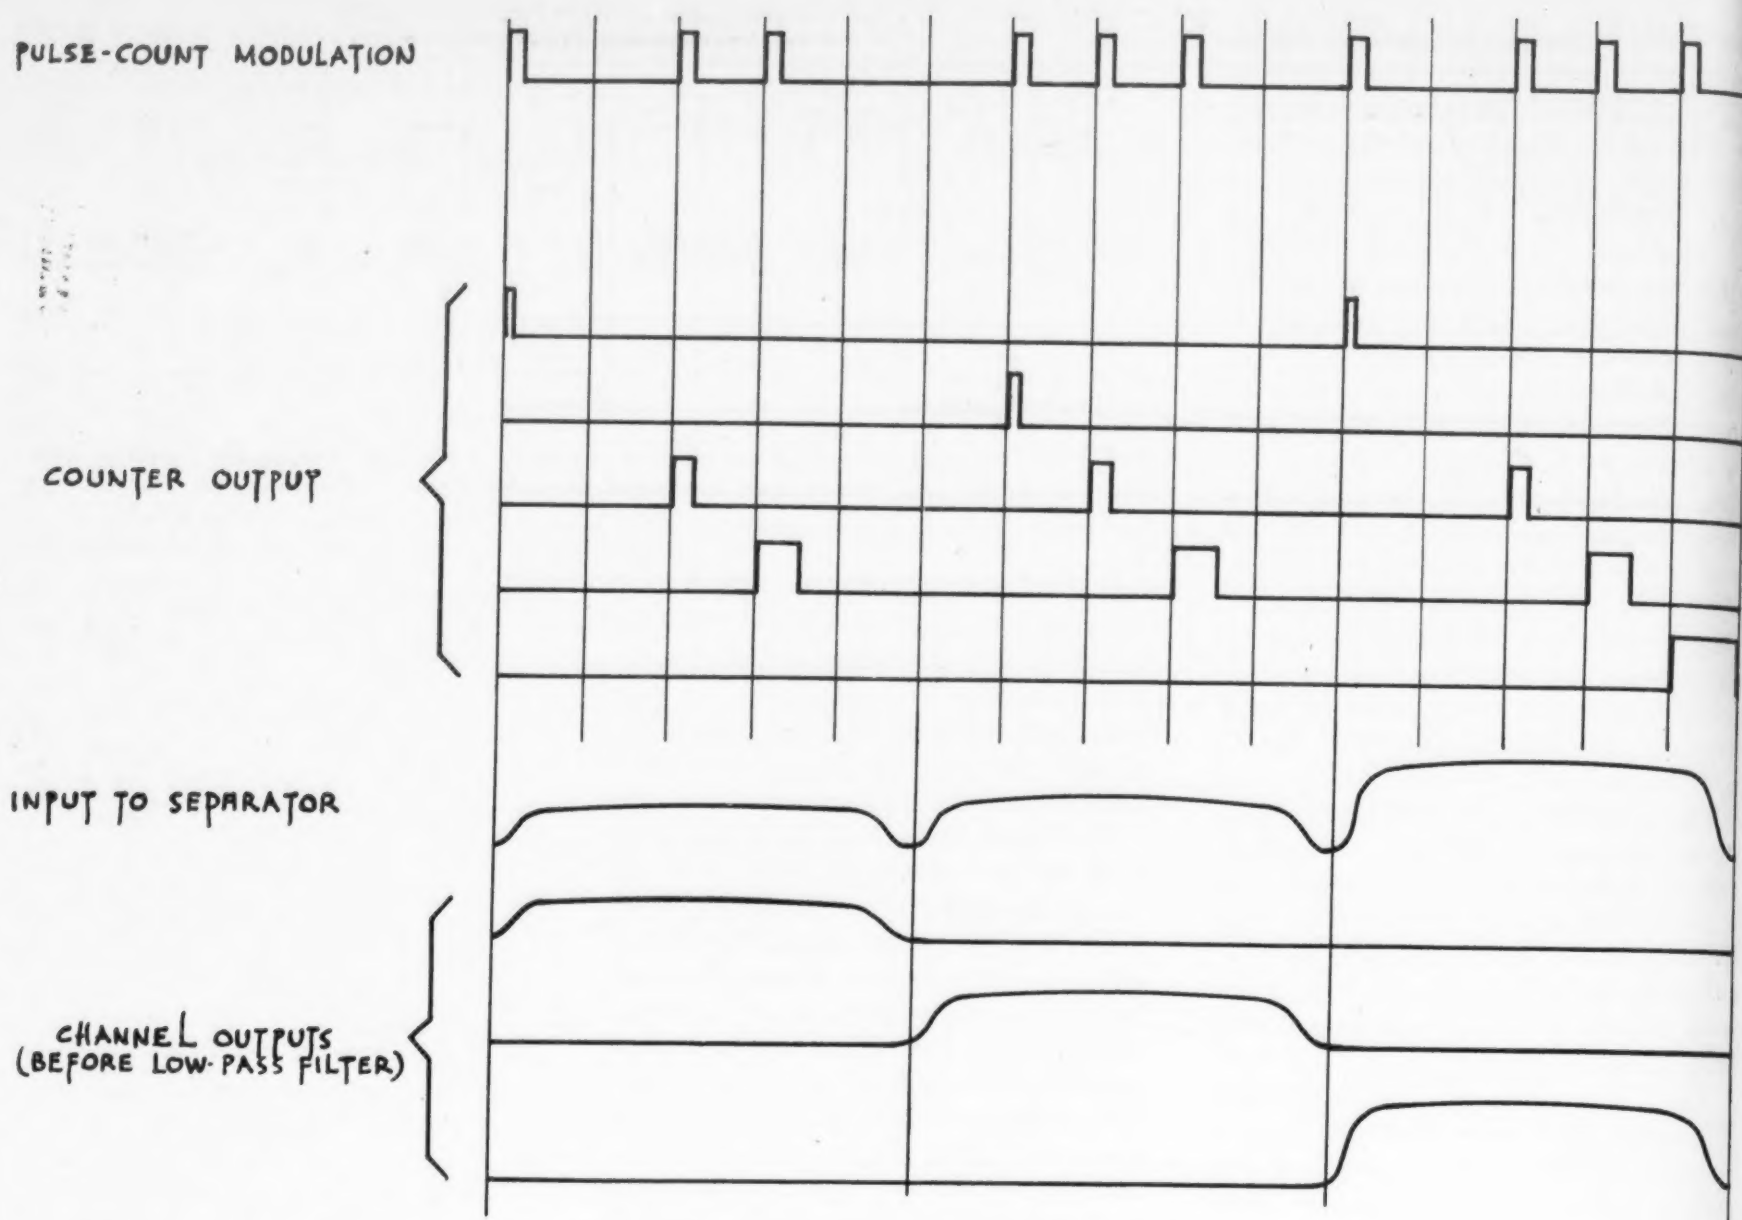 PULSE-COUNT MODULATION
COUNTER OUTPUT
INPUT TO SEPARATOR
CHANNEL OUTPUTS
(BEFORE LOW-PASS FILTER)